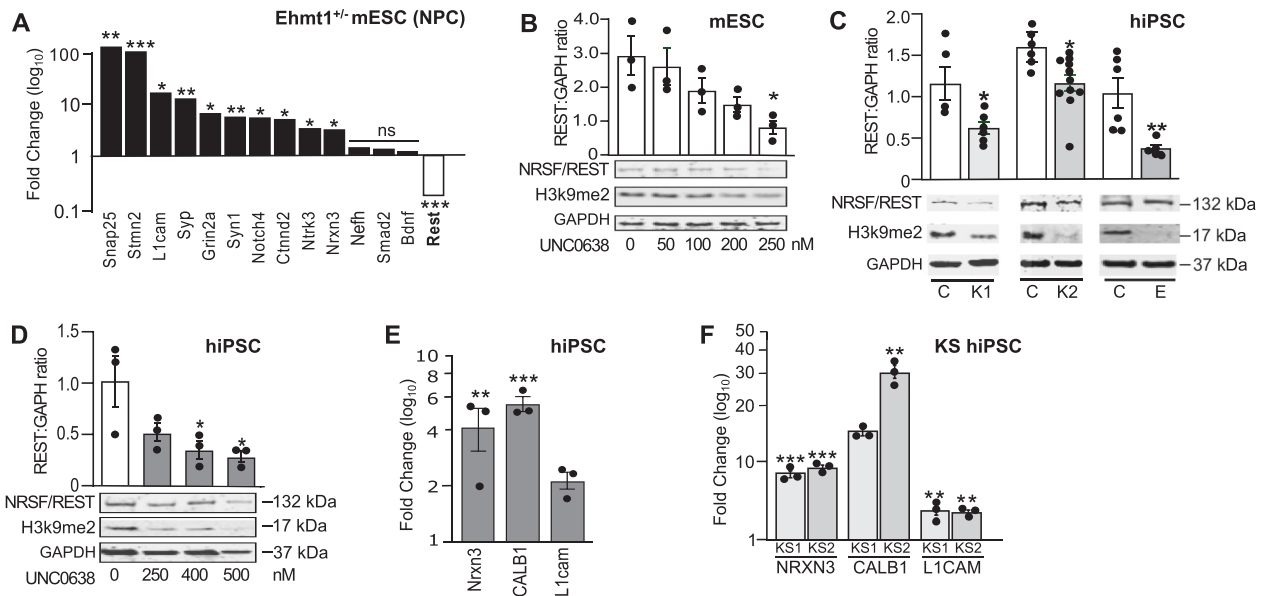 A
Ehmt1+/- mESC (NPC)
Fold Change (log10)
100
10
1
0.1
** *** * ** * ** * * * * ns ***
Snap25 Stmn2 L1cam Syp Grin2a Syn1 Notch4 Ctnnd2 Ntrk3 Nrxn3 Nefh Smad2 Bdnf Rest
B
mESC
REST:GAPH ratio
4.0
3.0
2.0
1.0
0
*
NRSF/REST
H3k9me2
GAPDH
UNC0638 0 50 100 200 250 nM
C
hiPSC
REST:GAPH ratio
2.0
1.5
1.0
0.5
0
* * **
NRSF/REST –132 kDa
H3k9me2 –17 kDa
GAPDH –37 kDa
C K1 C K2 C E
D
hiPSC
REST:GAPH ratio
1.5
1.0
0.5
0
* *
NRSF/REST –132 kDa
H3k9me2 –17 kDa
GAPDH –37 kDa
UNC0638 0 250 400 500 nM
E
hiPSC
Fold Change (log10)
10
8
6
4
2
1
** ***
Nrxn3 CALB1 L1cam
F
KS hiPSC
Fold Change (log10)
50
40
30
20
10
1
*** *** ** ** **
KS1 KS2 KS1 KS2 KS1 KS2
NRXN3 CALB1 L1CAM